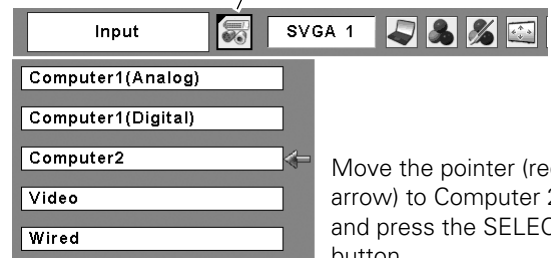 Input SVGA 1
Computer1(Analog)
Computer1(Digital)
Computer2
Video
Wired
Move the pointer
arrow) to Computer
and press the
button